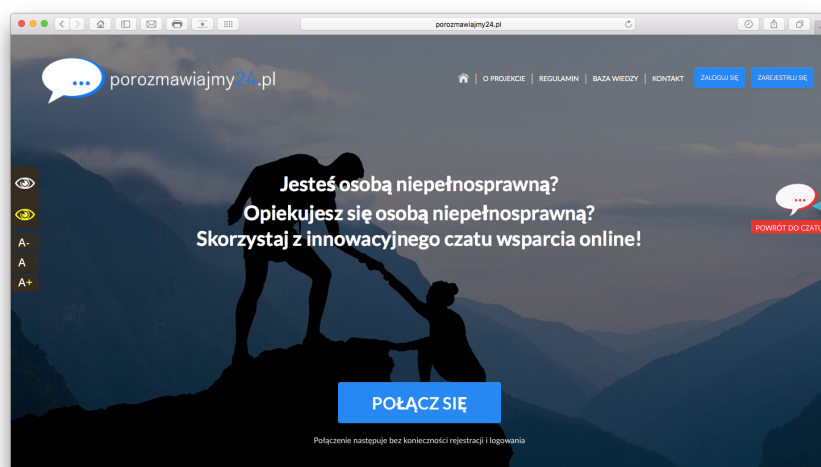 porozmawiajmy24.pl
porozmawiajmy24.pl
O PROJEKCIE | REGULAMIN | BAZA WIEDZY | KONTAKT
ZALOGUJ SIĘ
ZAREJESTRUJ SIĘ
Jesteś osobą niepełnosprawną?
Opiekujesz się osobą niepełnosprawną?
Skorzystaj z innowacyjnego czatu wsparcia online!
A-
A
A+
POWRÓT DO CZATU
POŁĄCZ SIĘ
Połączenie następuje bez konieczności rejestracji i logowania